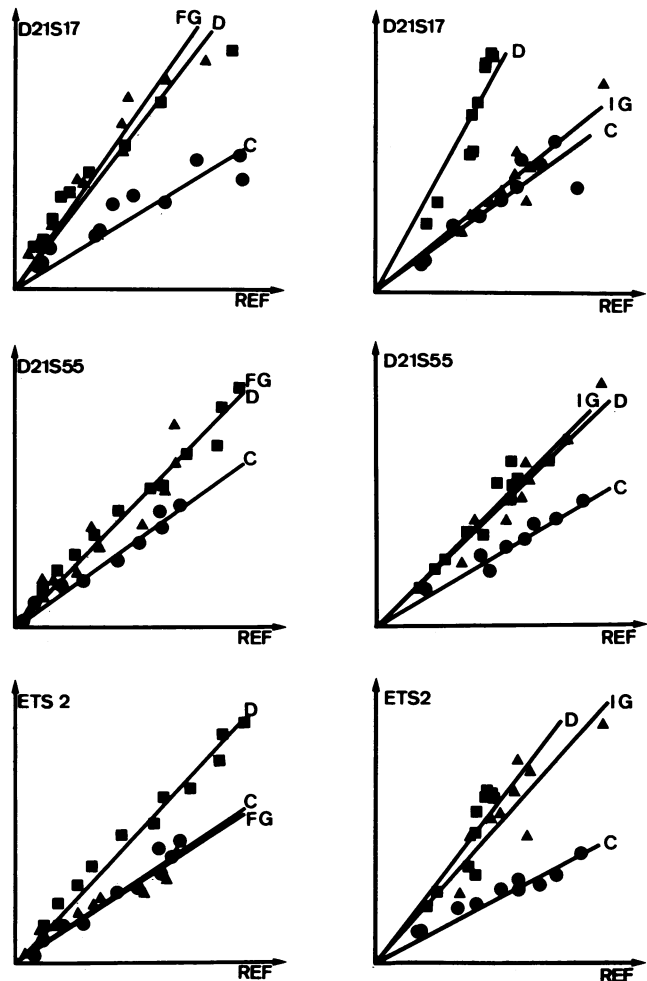 D21S17
FG D
C
REF
D21S17
D
IG
C
REF
D21S55
FG
D
C
REF
D21S55
IG D
C
REF
ETS 2
D
C
FG
REF
ETS2
D
IG
C
REF